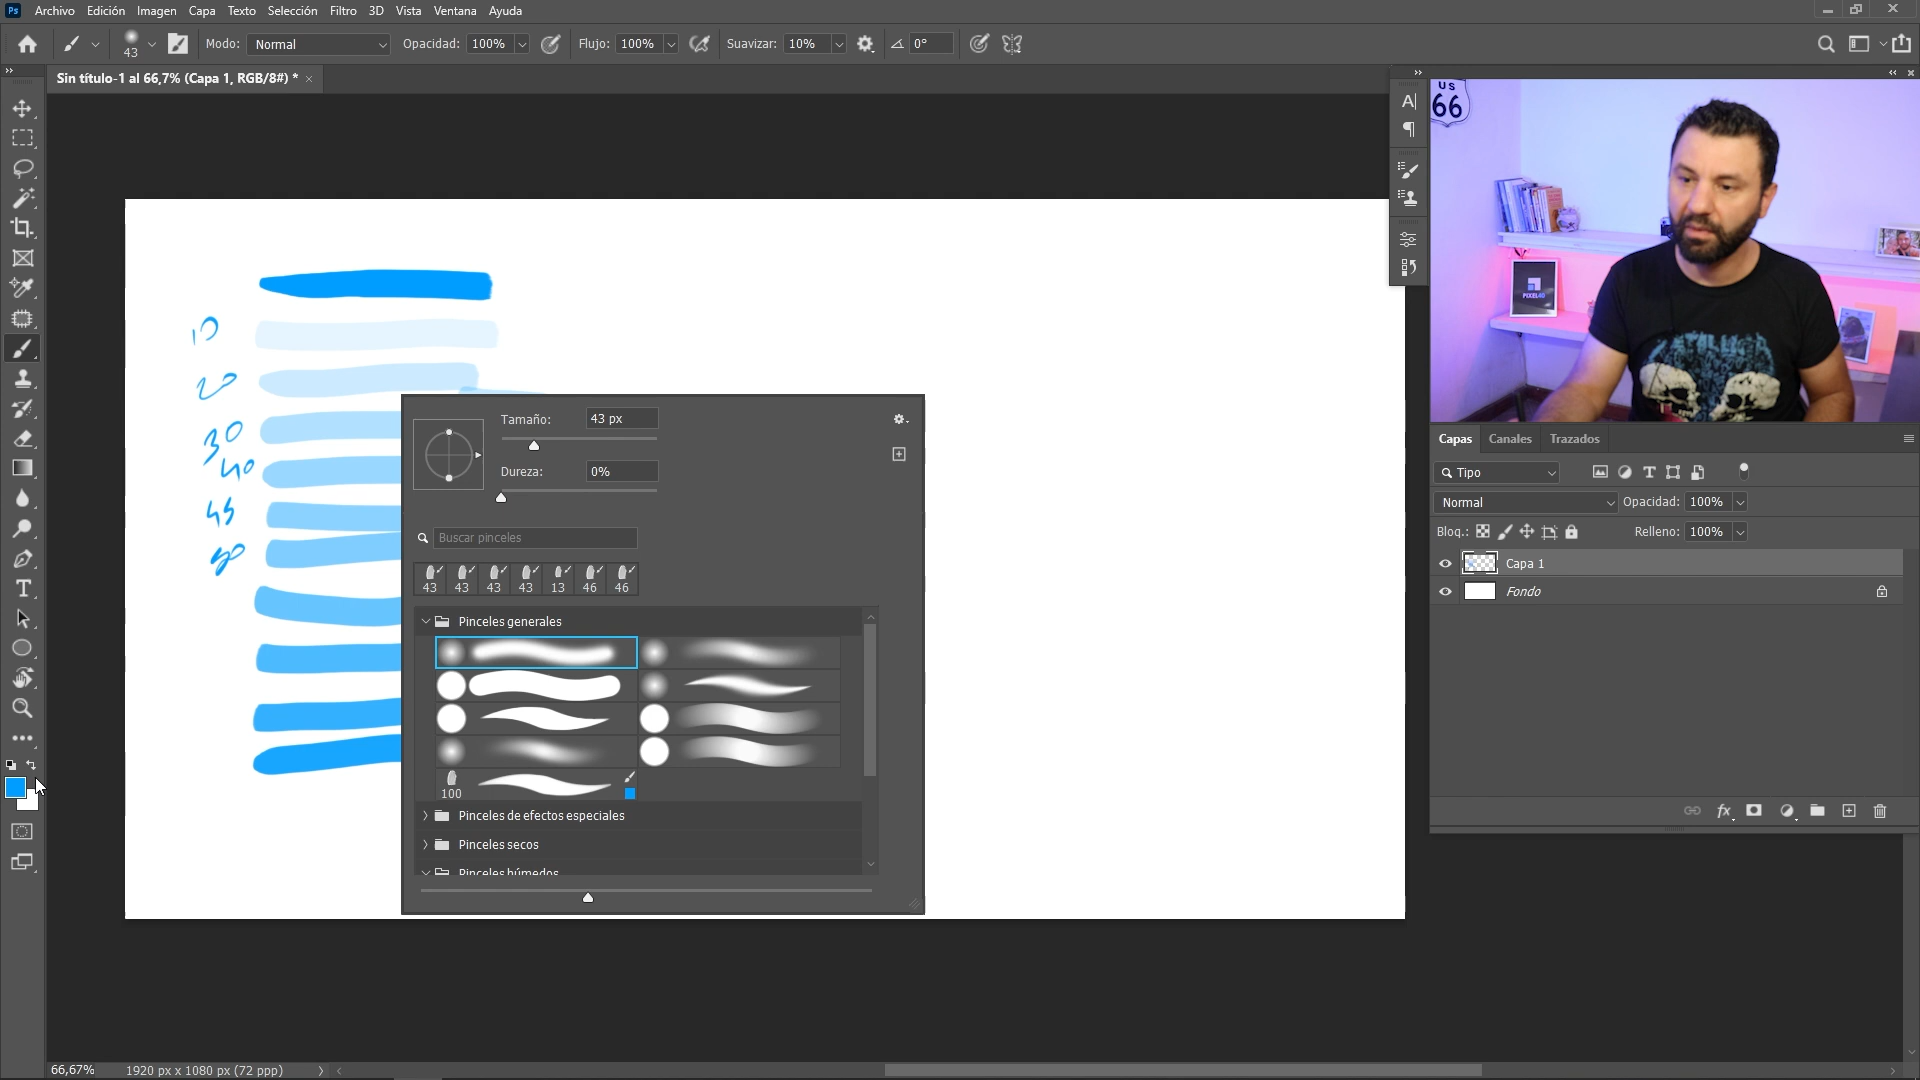 Ps Archivo Edición Imagen Capa Texto Selección Filtro 3D Vista Ventana Ayuda
43 Modo: Normal Opacidad: 100% Flujo: 100% Suavizar: 10% 0°
Sin título-1 al 66,7% (Capa 1, RGB/8#) * ×
US
66
PIXEL40
10
20
30
40
45
50
Tamaño: 43 px
Dureza: 0%
Buscar pinceles
43 43 43 43 13 46 46
Pinceles generales
100
Pinceles de efectos especiales
Pinceles secos
Pinceles húmedos
Capas Canales Trazados
Tipo
Normal Opacidad: 100%
Bloq.: Relleno: 100%
Capa 1
Fondo
fx
66,67% 1920 px x 1080 px (72 ppp)